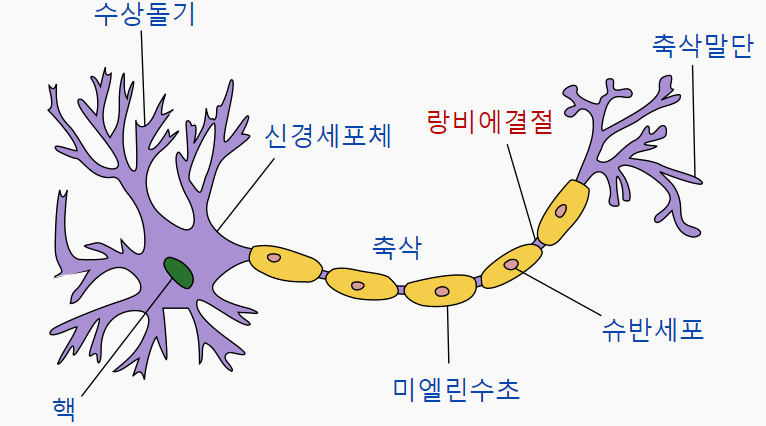 수상돌기
축삭말단
랑비에결절
신경세포체
축삭
슈반세포
미엘린수초
핵